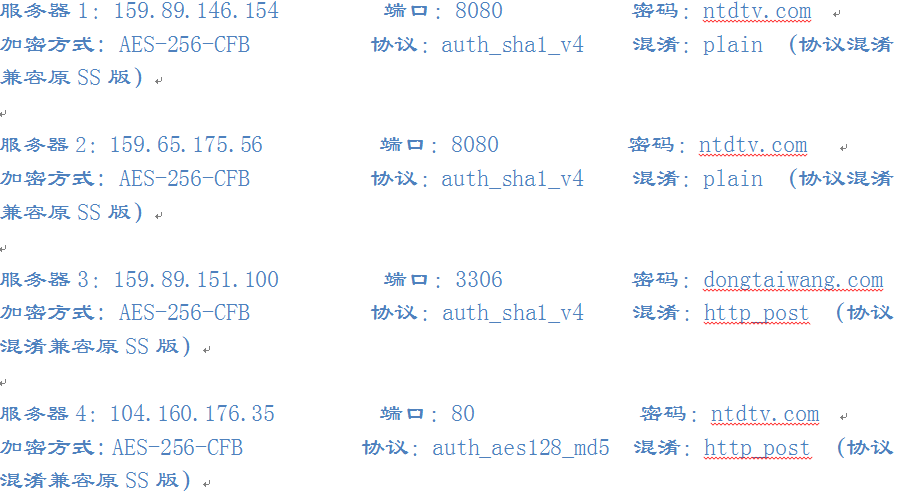 服务器 1: 159.89.146.154 端口: 8080 密码: ntdtv.com
加密方式: AES-256-CFB 协议: auth_sha1_v4 混淆: plain (协议混淆
兼容原 SS 版)
服务器 2: 159.65.175.56 端口: 8080 密码: ntdtv.com
加密方式: AES-256-CFB 协议: auth_sha1_v4 混淆: plain (协议混淆
兼容原 SS 版)
服务器 3: 159.89.151.100 端口: 3306 密码: dongtaiwang.com
加密方式: AES-256-CFB 协议: auth_sha1_v4 混淆: http_post (协议
混淆兼容原 SS 版)
服务器 4: 104.160.176.35 端口: 80 密码: ntdtv.com
加密方式:AES-256-CFB 协议: auth_aes128_md5 混淆: http_post (协议
混淆兼容原 SS 版)